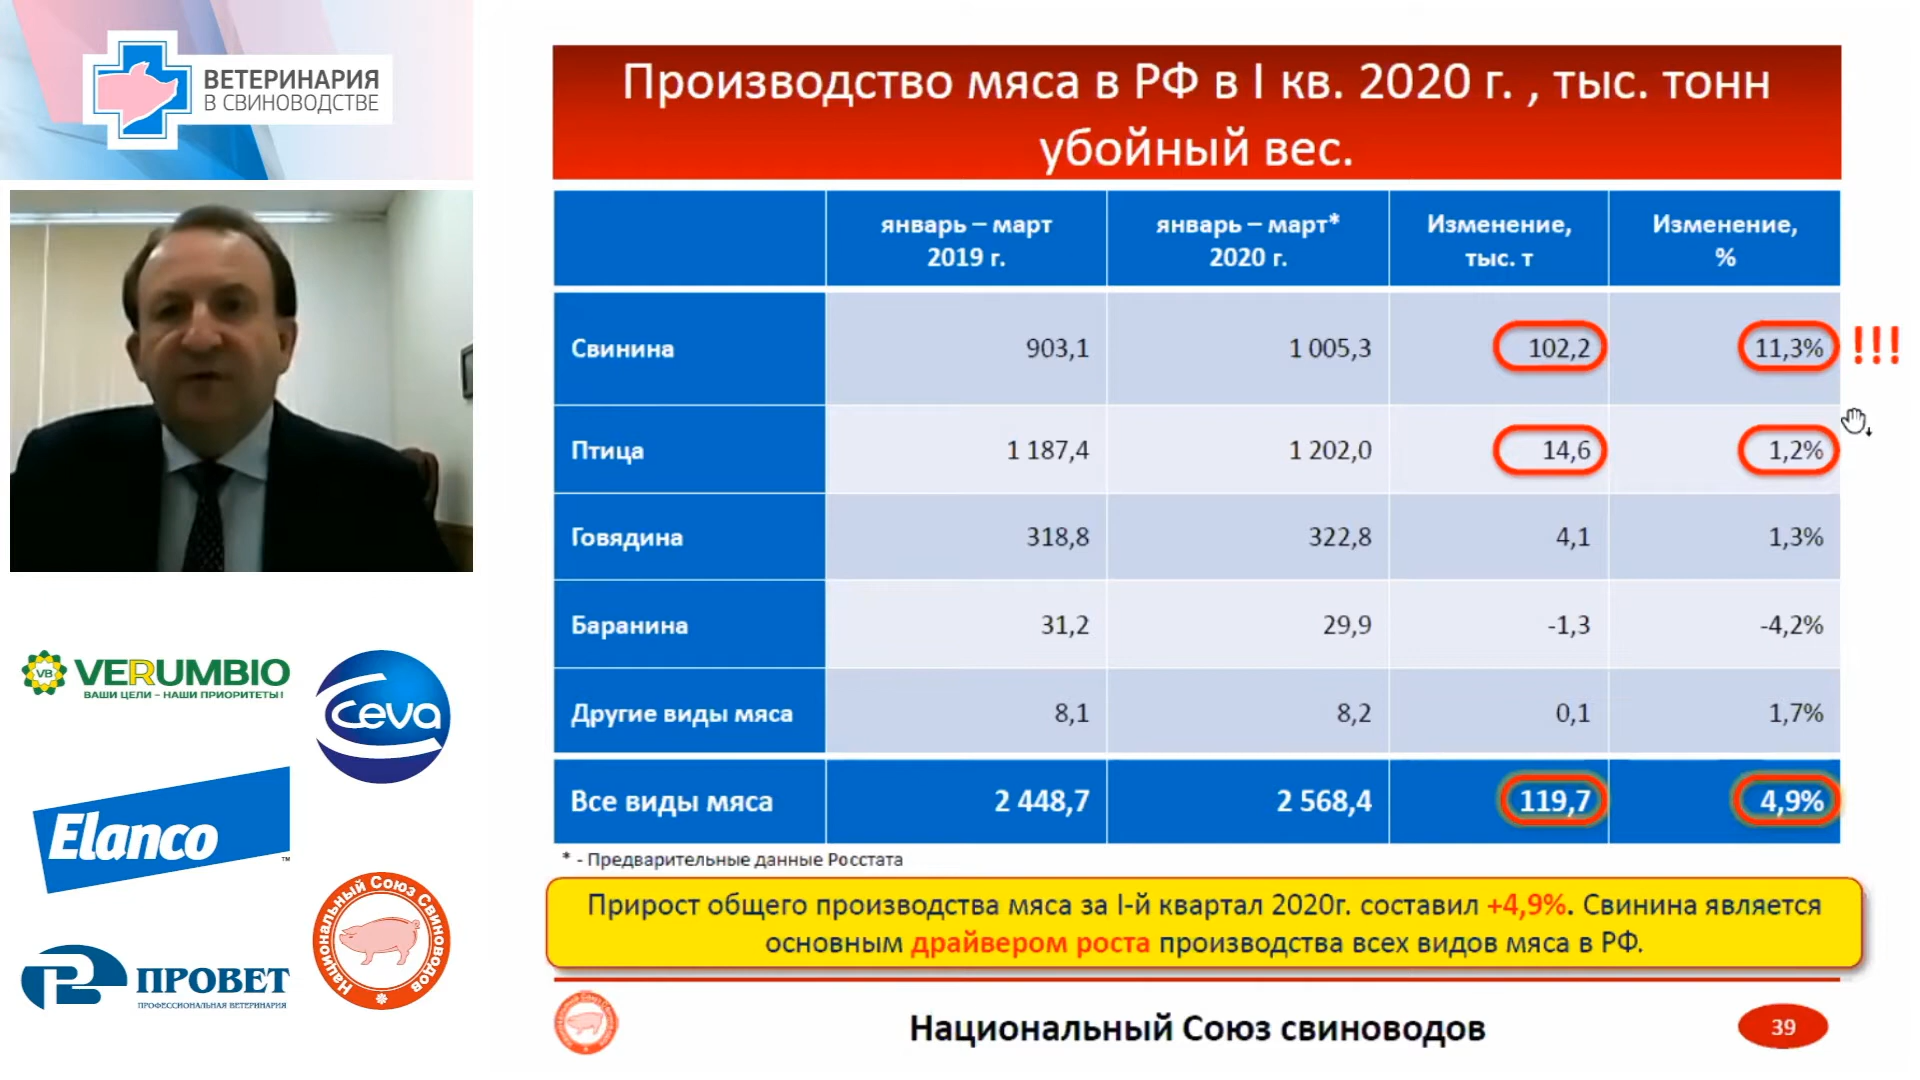 ВЕТЕРИНАРИЯ
В СВИНОВОДСТВЕ
VB
VERUMBIO
ВАШИ ЦЕЛИ – НАШИ ПРИОРИТЕТЫ!
Ceva
Elanco
™
Национальный Союз Свиноводов
ПРОВЕТ
ПРОФЕССИОНАЛЬНАЯ ВЕТЕРИНАРИЯ
Производство мяса в РФ в I кв. 2020 г. , тыс. тонн
убойный вес.
январь – март 2019 г. январь – март* 2020 г. Изменение, тыс. т Изменение, %
Свинина 903,1 1 005,3 102,2 11,3% !!!
Птица 1 187,4 1 202,0 14,6 1,2%
Говядина 318,8 322,8 4,1 1,3%
Баранина 31,2 29,9 -1,3 -4,2%
Другие виды мяса 8,1 8,2 0,1 1,7%
Все виды мяса 2 448,7 2 568,4 119,7 4,9%
* - Предварительные данные Росстата
Прирост общего производства мяса за I-й квартал 2020г. составил +4,9%. Свинина является
основным драйвером роста производства всех видов мяса в РФ.
Национальный Союз свиноводов
39